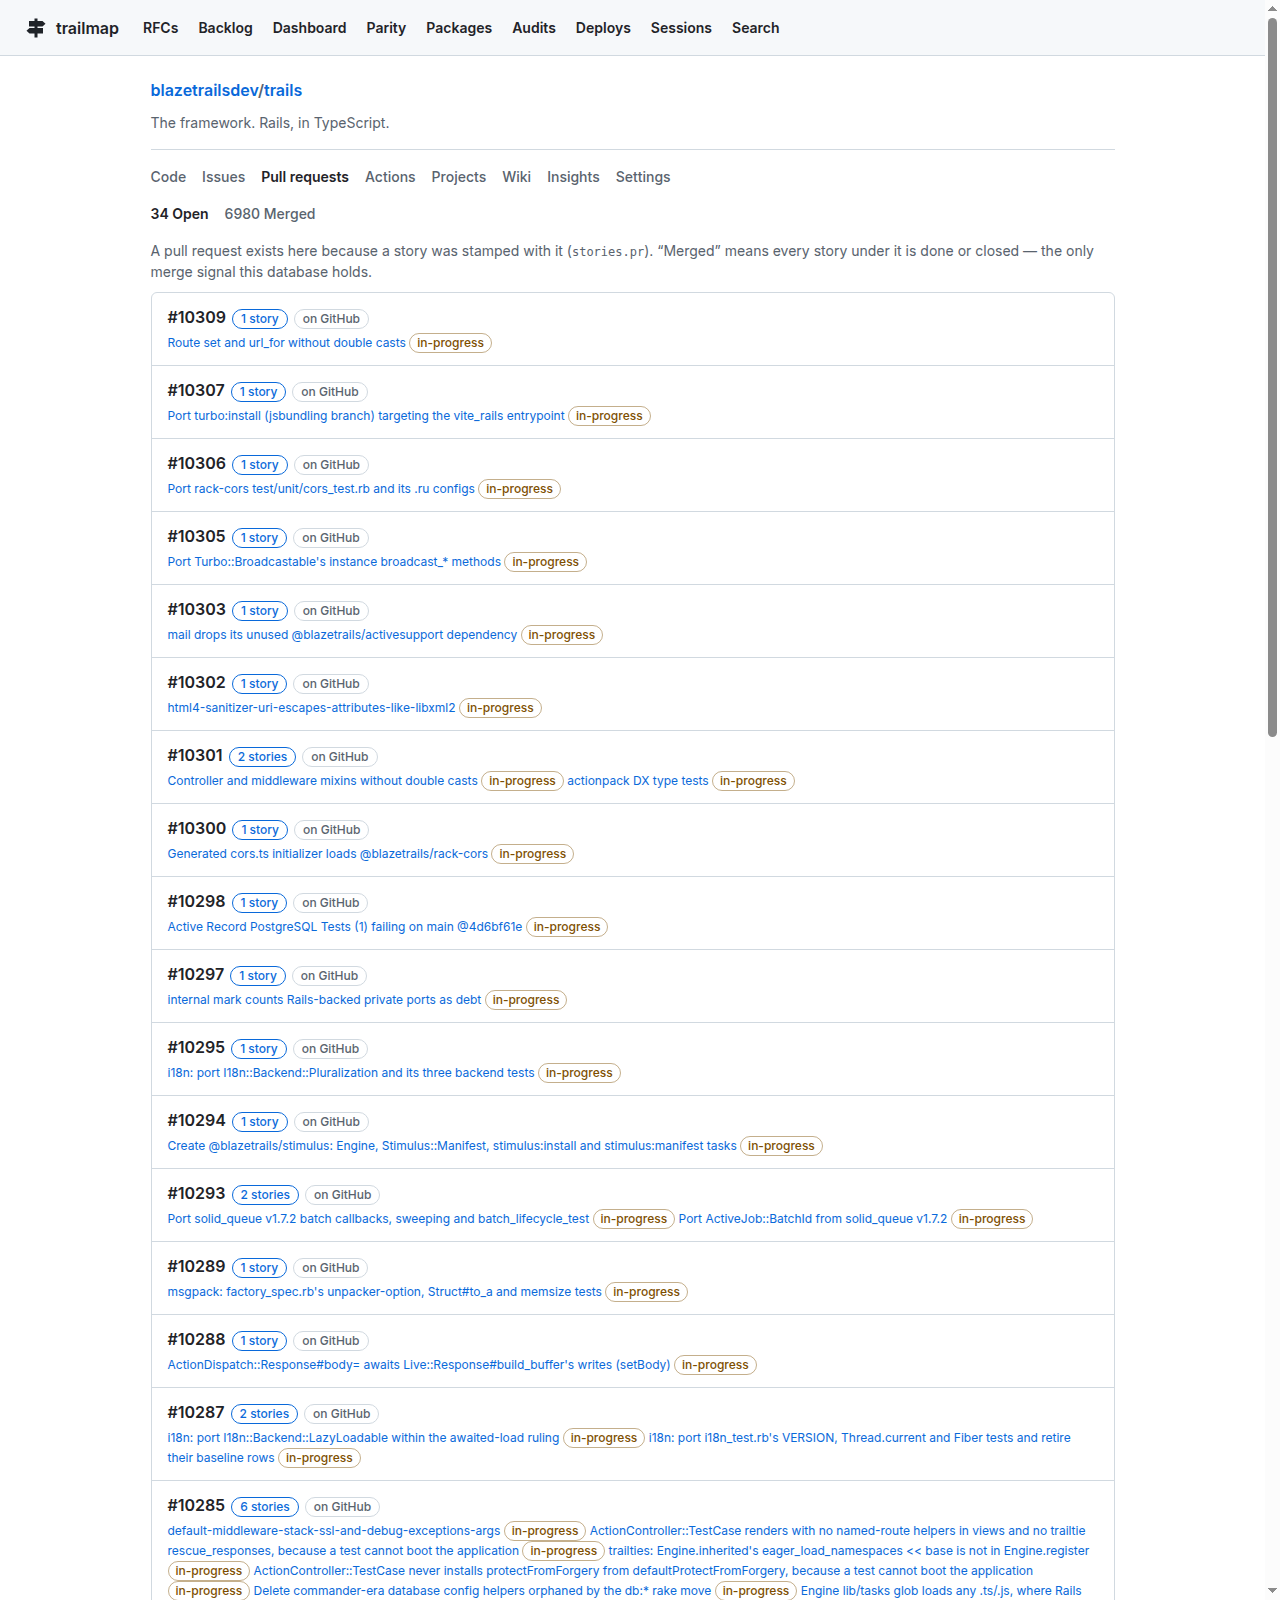 trailmap RFCs Backlog Dashboard Parity Packages Audits Deploys Sessions Search
blazetrailsdev/trails
The framework. Rails, in TypeScript.
Code Issues Pull requests Actions Projects Wiki Insights Settings
34 Open 6980 Merged
A pull request exists here because a story was stamped with it (stories.pr). “Merged” means every story under it is done or closed — the only
merge signal this database holds.
#10309 1 story on GitHub
Route set and url_for without double casts in-progress
#10307 1 story on GitHub
Port turbo:install (jsbundling branch) targeting the vite_rails entrypoint in-progress
#10306 1 story on GitHub
Port rack-cors test/unit/cors_test.rb and its .ru configs in-progress
#10305 1 story on GitHub
Port Turbo::Broadcastable's instance broadcast_* methods in-progress
#10303 1 story on GitHub
mail drops its unused @blazetrails/activesupport dependency in-progress
#10302 1 story on GitHub
html4-sanitizer-uri-escapes-attributes-like-libxml2 in-progress
#10301 2 stories on GitHub
Controller and middleware mixins without double casts in-progress actionpack DX type tests in-progress
#10300 1 story on GitHub
Generated cors.ts initializer loads @blazetrails/rack-cors in-progress
#10298 1 story on GitHub
Active Record PostgreSQL Tests (1) failing on main @4d6bf61e in-progress
#10297 1 story on GitHub
internal mark counts Rails-backed private ports as debt in-progress
#10295 1 story on GitHub
i18n: port I18n::Backend::Pluralization and its three backend tests in-progress
#10294 1 story on GitHub
Create @blazetrails/stimulus: Engine, Stimulus::Manifest, stimulus:install and stimulus:manifest tasks in-progress
#10293 2 stories on GitHub
Port solid_queue v1.7.2 batch callbacks, sweeping and batch_lifecycle_test in-progress Port ActiveJob::BatchId from solid_queue v1.7.2 in-progress
#10289 1 story on GitHub
msgpack: factory_spec.rb's unpacker-option, Struct#to_a and memsize tests in-progress
#10288 1 story on GitHub
ActionDispatch::Response#body= awaits Live::Response#build_buffer's writes (setBody) in-progress
#10287 2 stories on GitHub
i18n: port I18n::Backend::LazyLoadable within the awaited-load ruling in-progress i18n: port i18n_test.rb's VERSION, Thread.current and Fiber tests and retire
their baseline rows in-progress
#10285 6 stories on GitHub
default-middleware-stack-ssl-and-debug-exceptions-args in-progress ActionController::TestCase renders with no named-route helpers in views and no trailtie
rescue_responses, because a test cannot boot the application in-progress trailties: Engine.inherited's eager_load_namespaces << base is not in Engine.register
in-progress ActionController::TestCase never installs protectFromForgery from defaultProtectFromForgery, because a test cannot boot the application
in-progress Delete commander-era database config helpers orphaned by the db:* rake move in-progress Engine lib/tasks glob loads any .ts/.js, where Rails